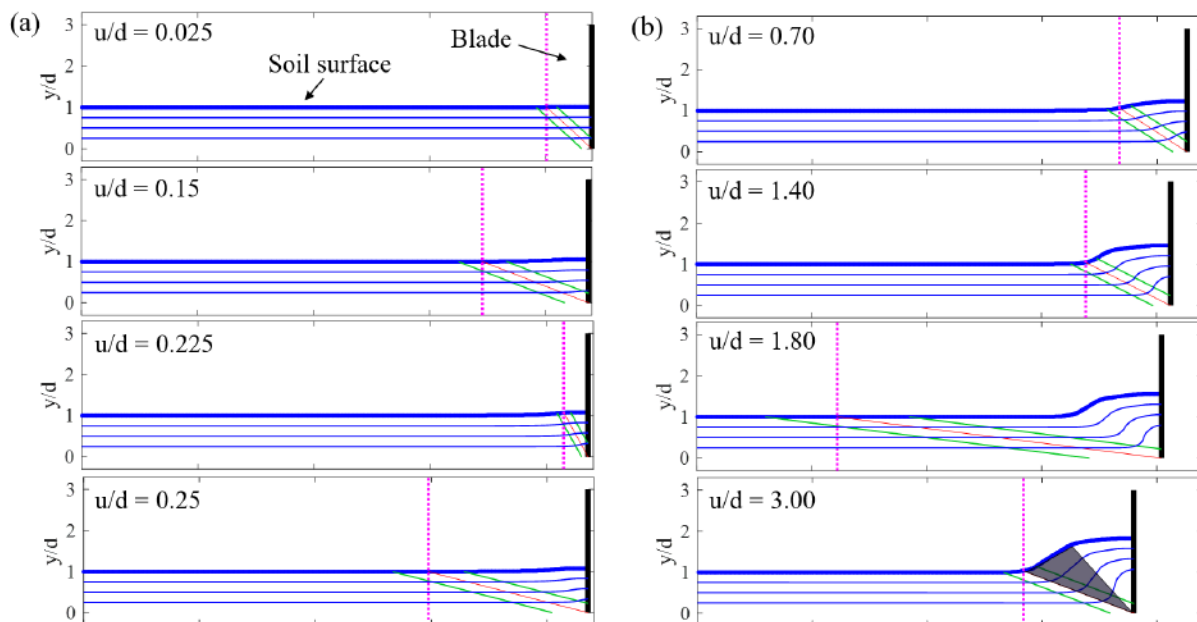 (a)
u/d = 0.025
Blade
Soil surface
y/d
3
2
1
0
u/d = 0.15
y/d
3
2
1
0
u/d = 0.225
y/d
3
2
1
0
u/d = 0.25
y/d
3
2
1
0
(b)
u/d = 0.70
y/d
3
2
1
0
u/d = 1.40
y/d
3
2
1
0
u/d = 1.80
y/d
3
2
1
0
u/d = 3.00
y/d
3
2
1
0